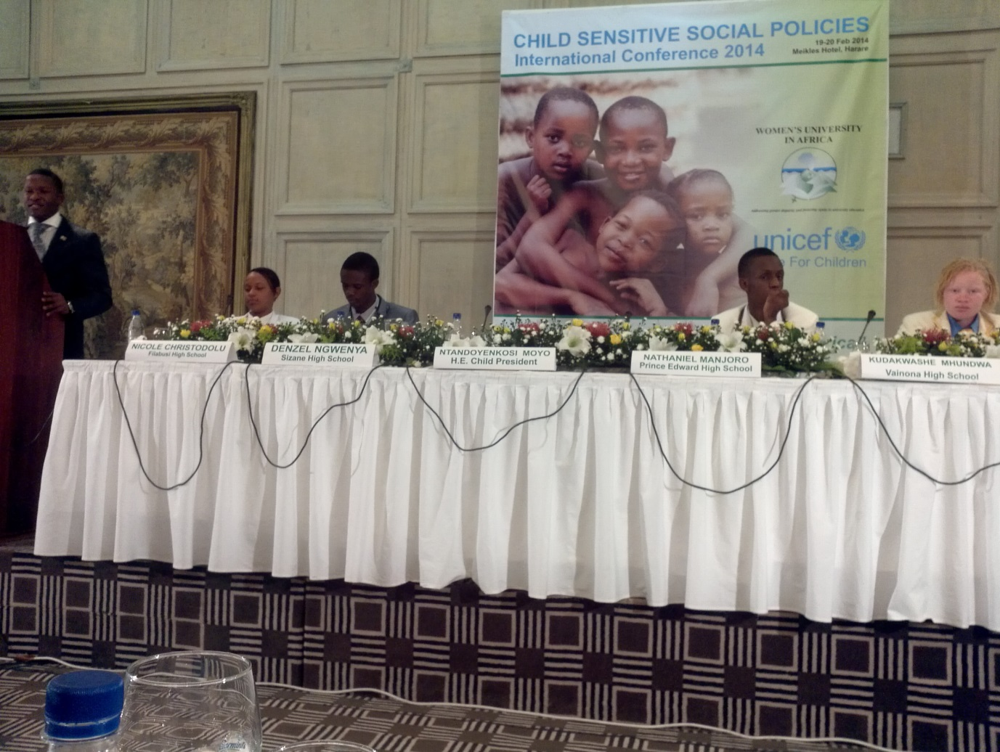 CHILD SENSITIVE SOCIAL POLICIES
International Conference 2014
19-20 Feb 2014
Meikles Hotel, Harare
WOMEN'S UNIVERSITY
IN AFRICA
unicef
For Children
NICOLE CHRISTODOLU
Filabusi High School
DENZEL NGWENYA
Sizane High School
NTANDOYENKOSI MOYO
H.E. Child President
NATHANIEL MANJORO
Prince Edward High School
KUDAKWASHE MHUNDWA
Vainona High School